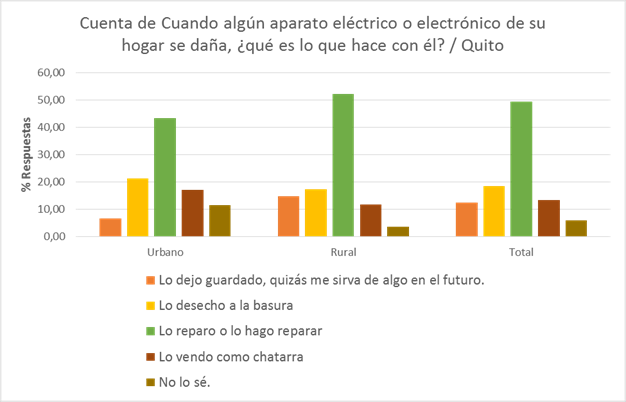 Cuenta de Cuando algún aparato eléctrico o electrónico de su
hogar se daña, ¿qué es lo que hace con él? / Quito
% Respuestas
60,00
50,00
40,00
30,00
20,00
10,00
0,00
Urbano
Rural
Total
Lo dejo guardado, quizás me sirva de algo en el futuro.
Lo desecho a la basura
Lo reparo o lo hago reparar
Lo vendo como chatarra
No lo sé.